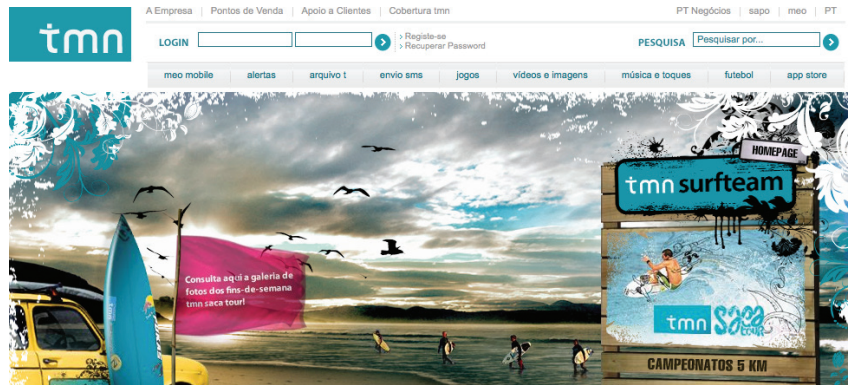 A Empresa | Pontos de Venda | Apoio a Clientes | Cobertura tmn
PT Negócios | sapo | meo | PT
tmn
LOGIN
› Registe-se
› Recuperar Password
PESQUISA Pesquisar por...
meo mobile | alertas | arquivo t | envio sms | jogos | vídeos e imagens | música e toques | futebol | app store
HOMEPAGE
tmn surfteam
Consulta aqui a galeria de
fotos dos fins-de-semana
tmn saca tour!
tmn saca
tour
CAMPEONATOS 5 KM